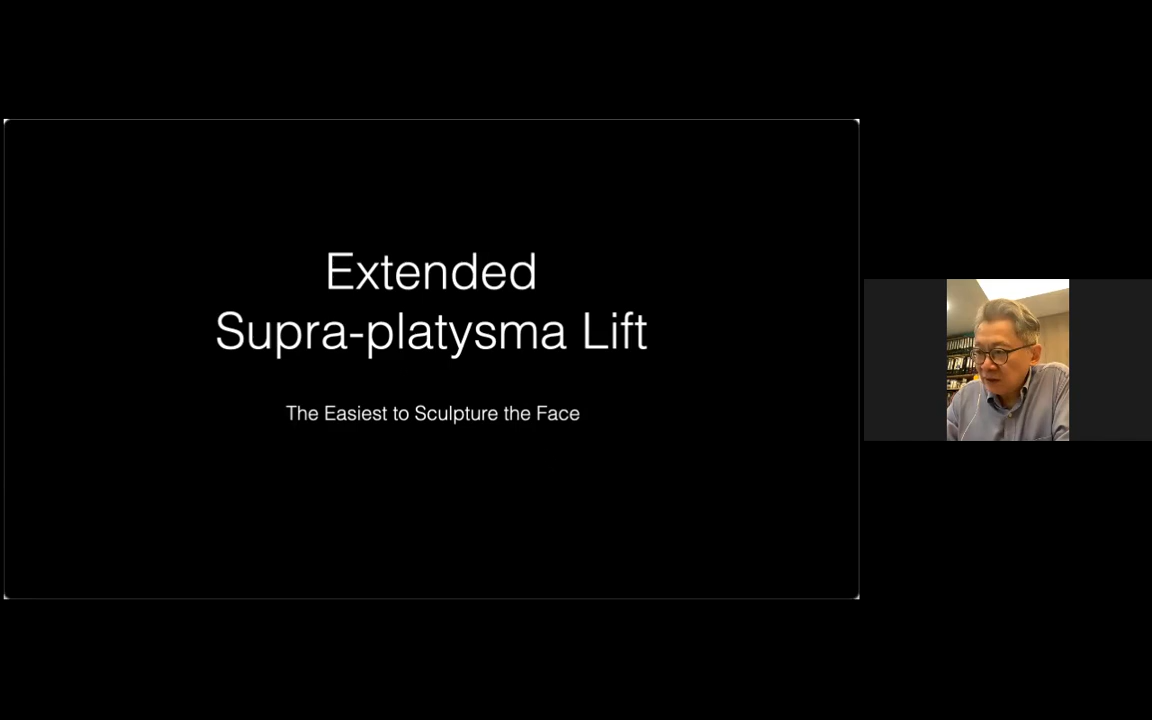 Extended
Supra-platysma Lift
The Easiest to Sculpture the Face